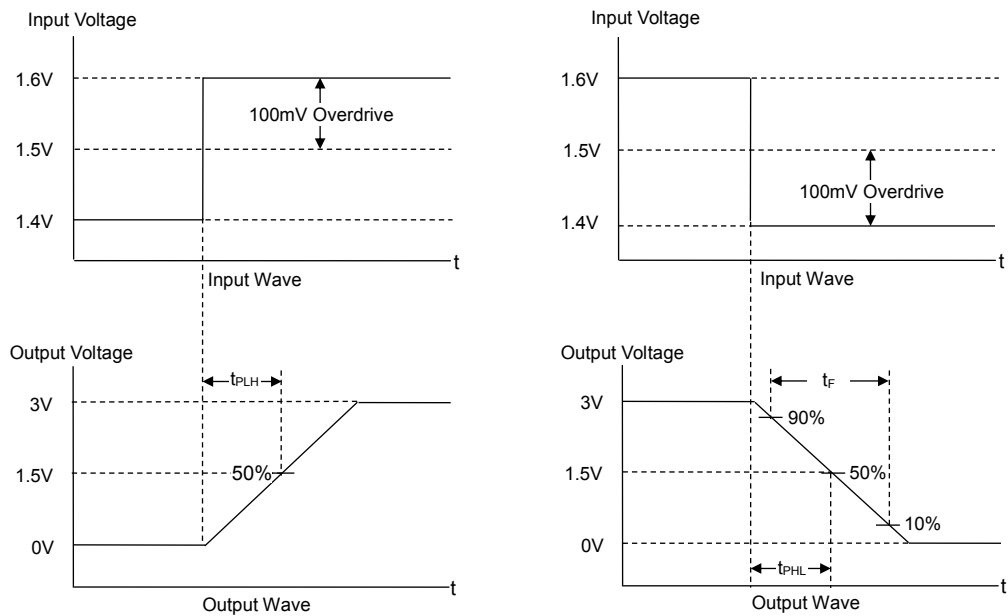 Input Voltage
1.6V
100mV Overdrive
1.5V
1.4V
t
Input Wave
Input Voltage
1.6V
1.5V
100mV Overdrive
1.4V
t
Input Wave
Output Voltage
tPLH
3V
1.5V
50%
0V
t
Output Wave
Output Voltage
tF
3V
90%
1.5V
50%
10%
0V
tPHL
t
Output Wave